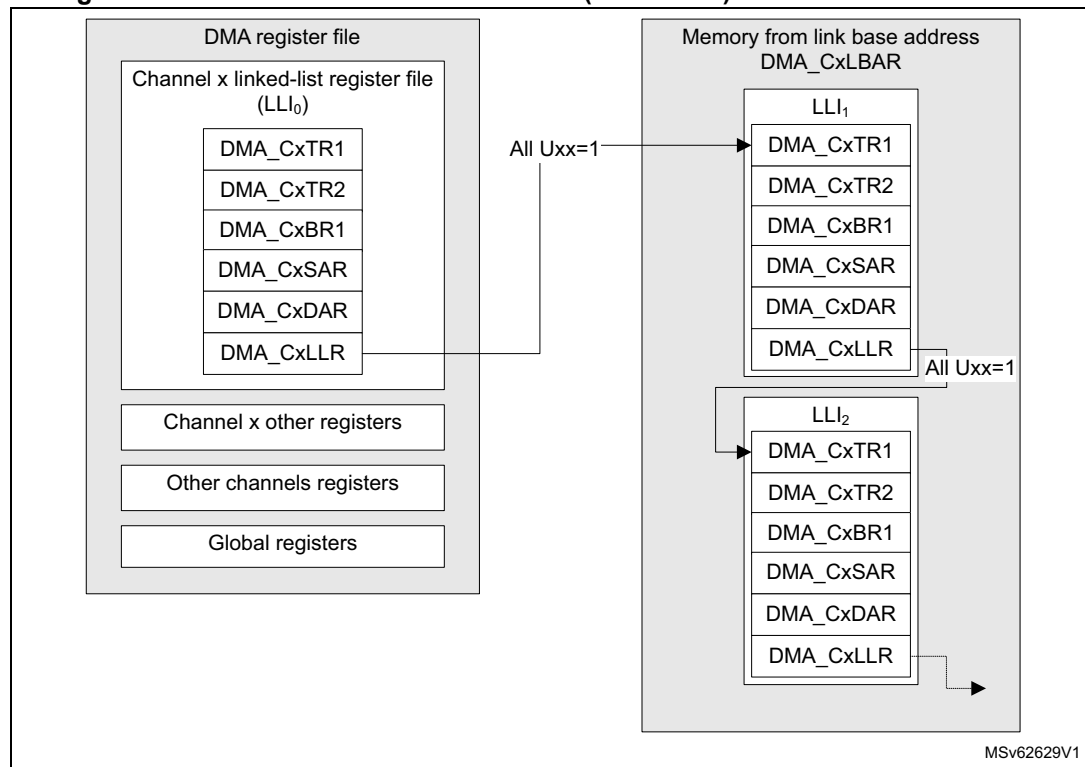 DMA register file
Channel x linked-list register file
(LLI₀)
DMA_CxTR1
DMA_CxTR2
DMA_CxBR1
DMA_CxSAR
DMA_CxDAR
DMA_CxLLR
Channel x other registers
Other channels registers
Global registers
All Uxx=1
Memory from link base address
DMA_CxLBAR
LLI₁
DMA_CxTR1
DMA_CxTR2
DMA_CxBR1
DMA_CxSAR
DMA_CxDAR
DMA_CxLLR
All Uxx=1
LLI₂
DMA_CxTR1
DMA_CxTR2
DMA_CxBR1
DMA_CxSAR
DMA_CxDAR
DMA_CxLLR
MSv62629V1